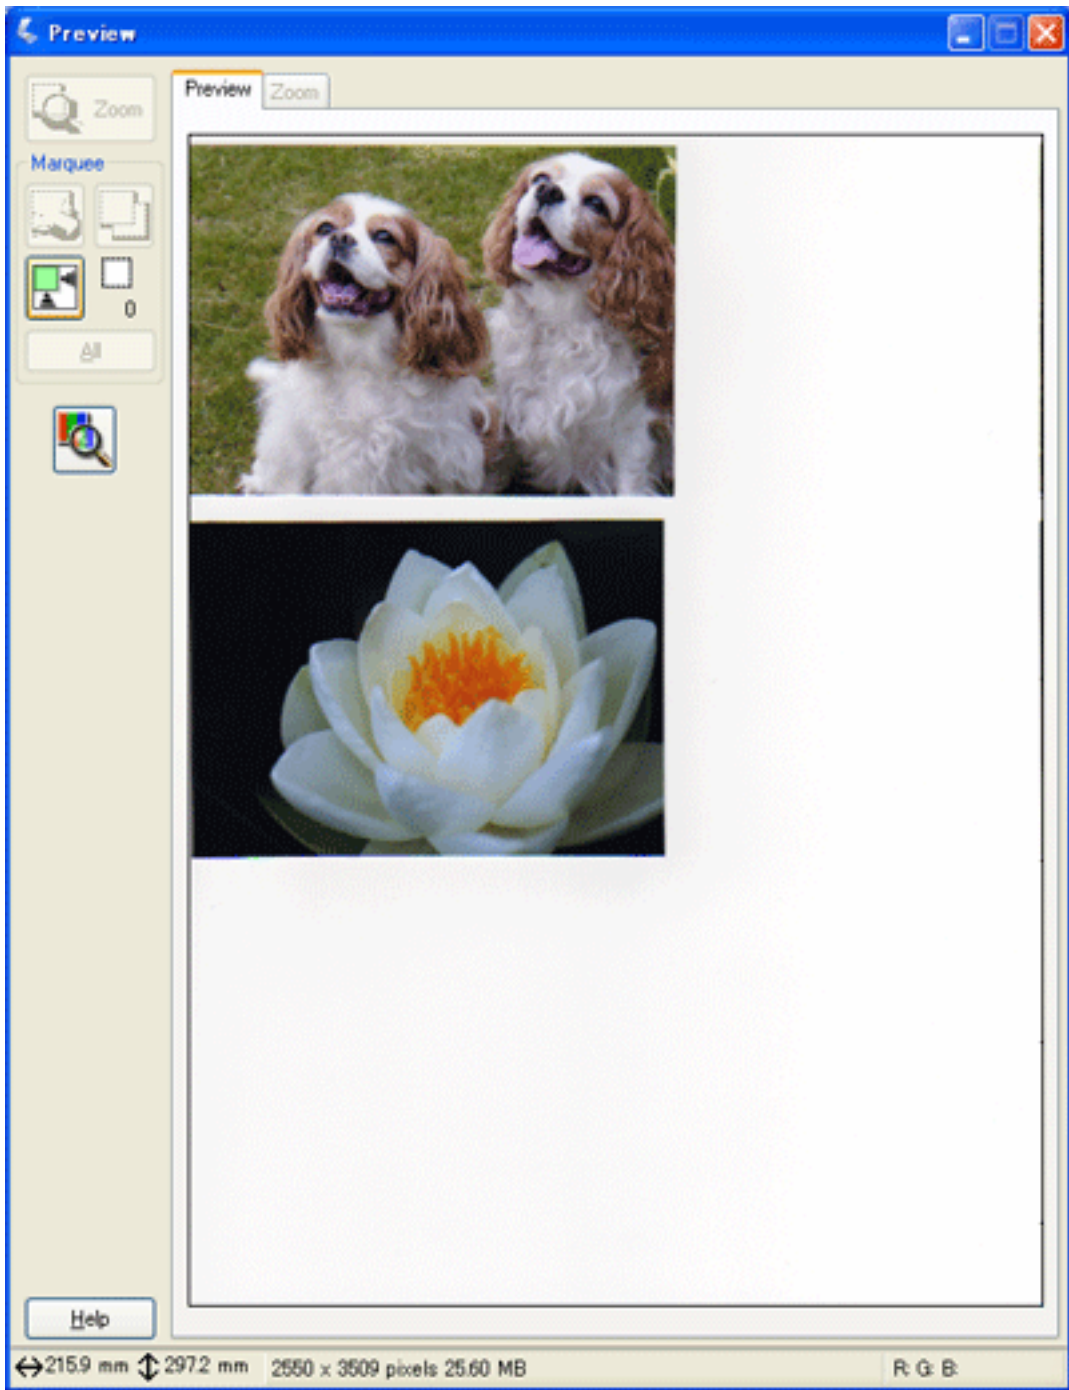 Preview
Preview Zoom
Zoom
Marquee
0
All
Help
215.9 mm 297.2 mm 2550 x 3509 pixels 25.60 MB R: G: B: